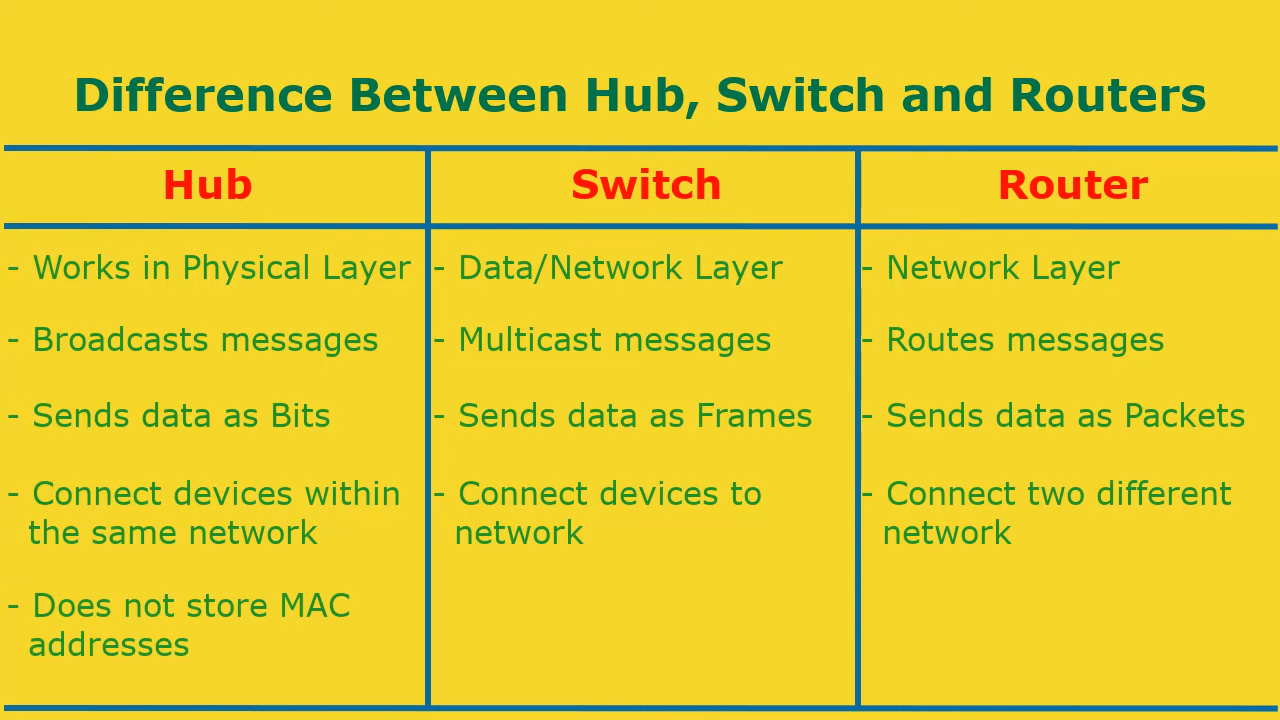 Difference Between Hub, Switch and Routers
Hub
Switch
Router
- Works in Physical Layer
- Broadcasts messages
- Sends data as Bits
- Connect devices within
the same network
- Does not store MAC
addresses
- Data/Network Layer
- Multicast messages
- Sends data as Frames
- Connect devices to
network
- Network Layer
- Routes messages
- Sends data as Packets
- Connect two different
network